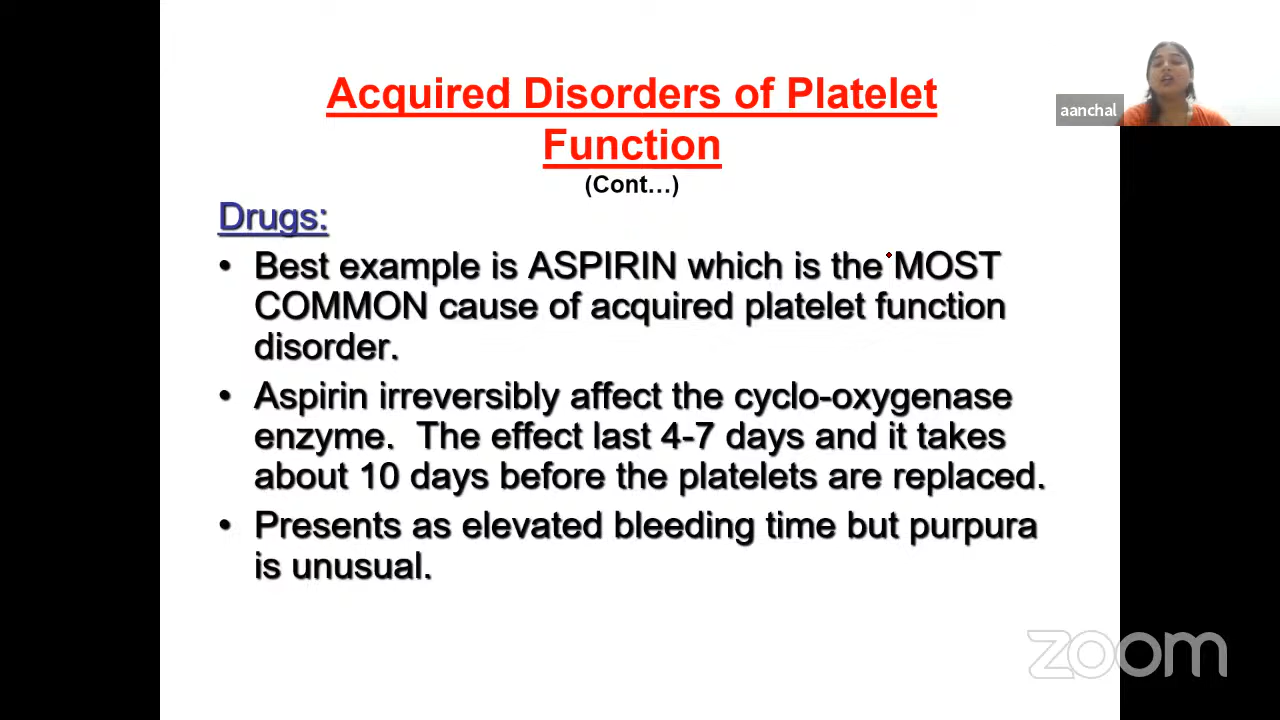 Acquired Disorders of Platelet
Function
(Cont…)
aanchal
Drugs:
• Best example is ASPIRIN which is the MOST
COMMON cause of acquired platelet function
disorder.
• Aspirin irreversibly affect the cyclo-oxygenase
enzyme. The effect last 4-7 days and it takes
about 10 days before the platelets are replaced.
• Presents as elevated bleeding time but purpura
is unusual.
zoom